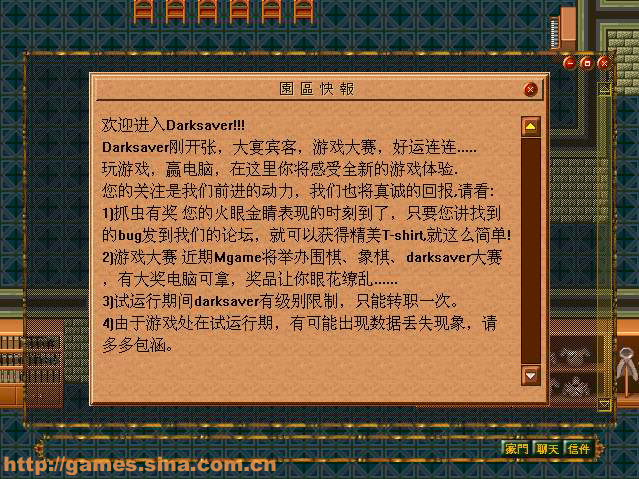 園區快報
欢迎进入Darksaver!!!
Darksaver刚开张，大宴宾客，游戏大赛，好运连连.....
玩游戏，赢电脑，在这里你将感受全新的游戏体验.
您的关注是我们前进的动力，我们也将真诚的回报.请看:
1)抓虫有奖 您的火眼金睛表现的时刻到了，只要您讲找到
的bug发到我们的论坛，就可以获得精美T-shirt,就这么简单!
2)游戏大赛 近期Mgame将举办围棋、象棋、darksaver大赛
，有大奖电脑可拿，奖品让你眼花缭乱......
3)试运行期间darksaver有级别限制，只能转职一次。
4)由于游戏处在试运行期，有可能出现数据丢失现象，请
多多包涵。
豪門 聊天 信件
http://games.sina.com.cn